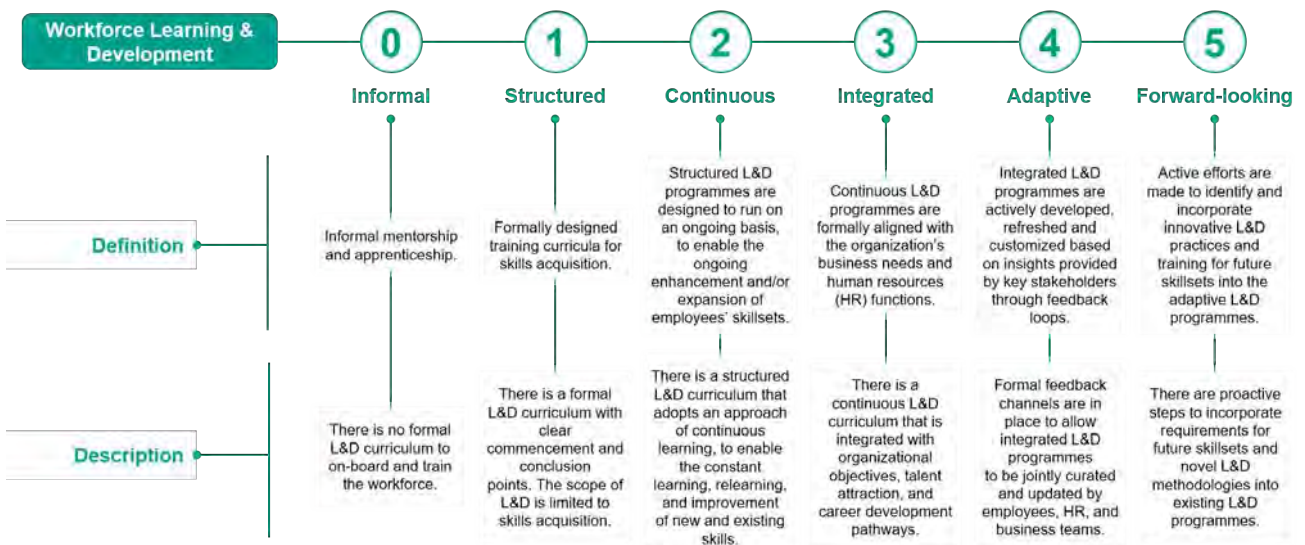 Workforce Learning &
Development
0
1
2
3
4
5
Informal
Structured
Continuous
Integrated
Adaptive
Forward-looking
Definition
Informal mentorship
and apprenticeship.
Formally designed
training curricula for
skills acquisition.
Structured L&D
programmes are
designed to run on
an ongoing basis,
to enable the
ongoing
enhancement and/or
expansion of
employees' skillsets.
Continuous L&D
programmes are
formally aligned with
the organization's
business needs and
human resources
(HR) functions.
Integrated L&D
programmes are
actively developed,
refreshed and
customized based
on insights provided
by key stakeholders
through feedback
loops.
Active efforts are
made to identify and
incorporate
innovative L&D
practices and
training for future
skillsets into the
adaptive L&D
programmes.
Description
There is no formal
L&D curriculum to
on-board and train
the workforce.
There is a formal
L&D curriculum with
clear
commencement and
conclusion
points. The scope of
L&D is limited to
skills acquisition.
There is a structured
L&D curriculum that
adopts an approach
of continuous
learning, to enable
the constant
learning, relearning,
and improvement
of new and existing
skills.
There is a
continuous L&D
curriculum that is
integrated with
organizational
objectives, talent
attraction, and
career development
pathways.
Formal feedback
channels are in
place to allow
integrated L&D
programmes
to be jointly curated
and updated by
employees, HR, and
business teams.
There are proactive
steps to incorporate
requirements for
future skillsets and
novel L&D
methodologies into
existing L&D
programmes.